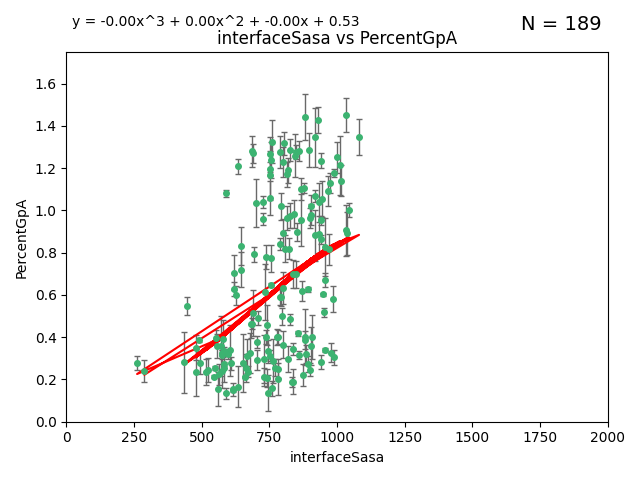 y = -0.00x^3 + 0.00x^2 + -0.00x + 0.53
N = 189
interfaceSasa vs PercentGpA
PercentGpA
1.6
1.4
1.2
1.0
0.8
0.6
0.4
0.2
0.0
0 250 500 750 1000 1250 1500 1750 2000
interfaceSasa